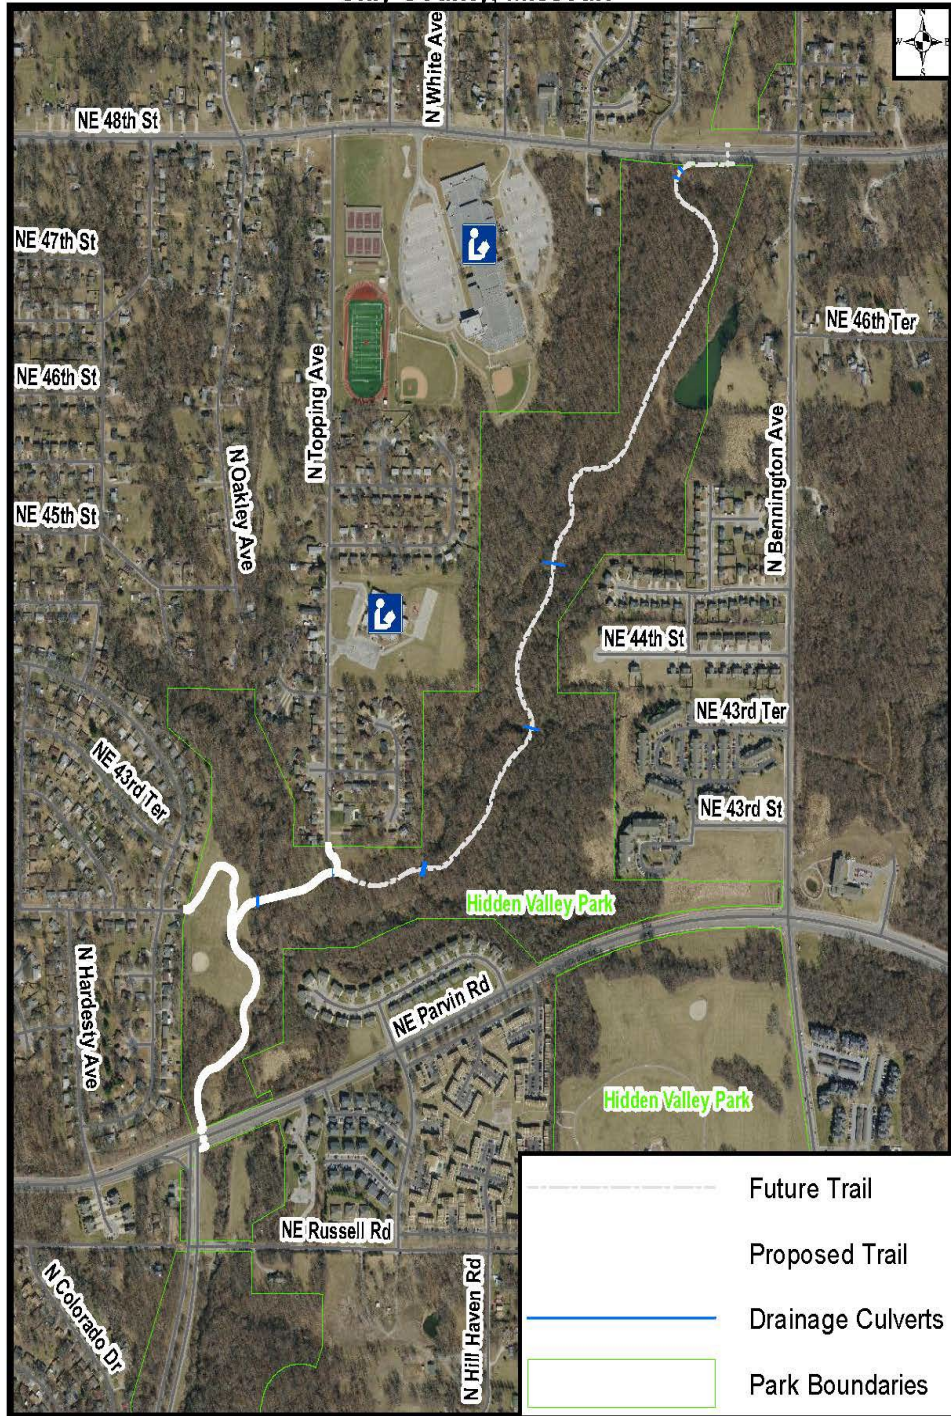 N White Ave
NE 48th St
NE 47th St
NE 46th Ter
N Topping Ave
NE 46th St
N Bennington Ave
N Oakley Ave
NE 45th St
NE 44th St
NE 43rd Ter
NE 43rd Ter
NE 43rd St
Hidden Valley Park
N Hardesty Ave
NE Parvin Rd
Hidden Valley Park
NE Russell Rd
N Hill Haven Rd
N Colorado Dr
Future Trail
Proposed Trail
Drainage Culverts
Park Boundaries